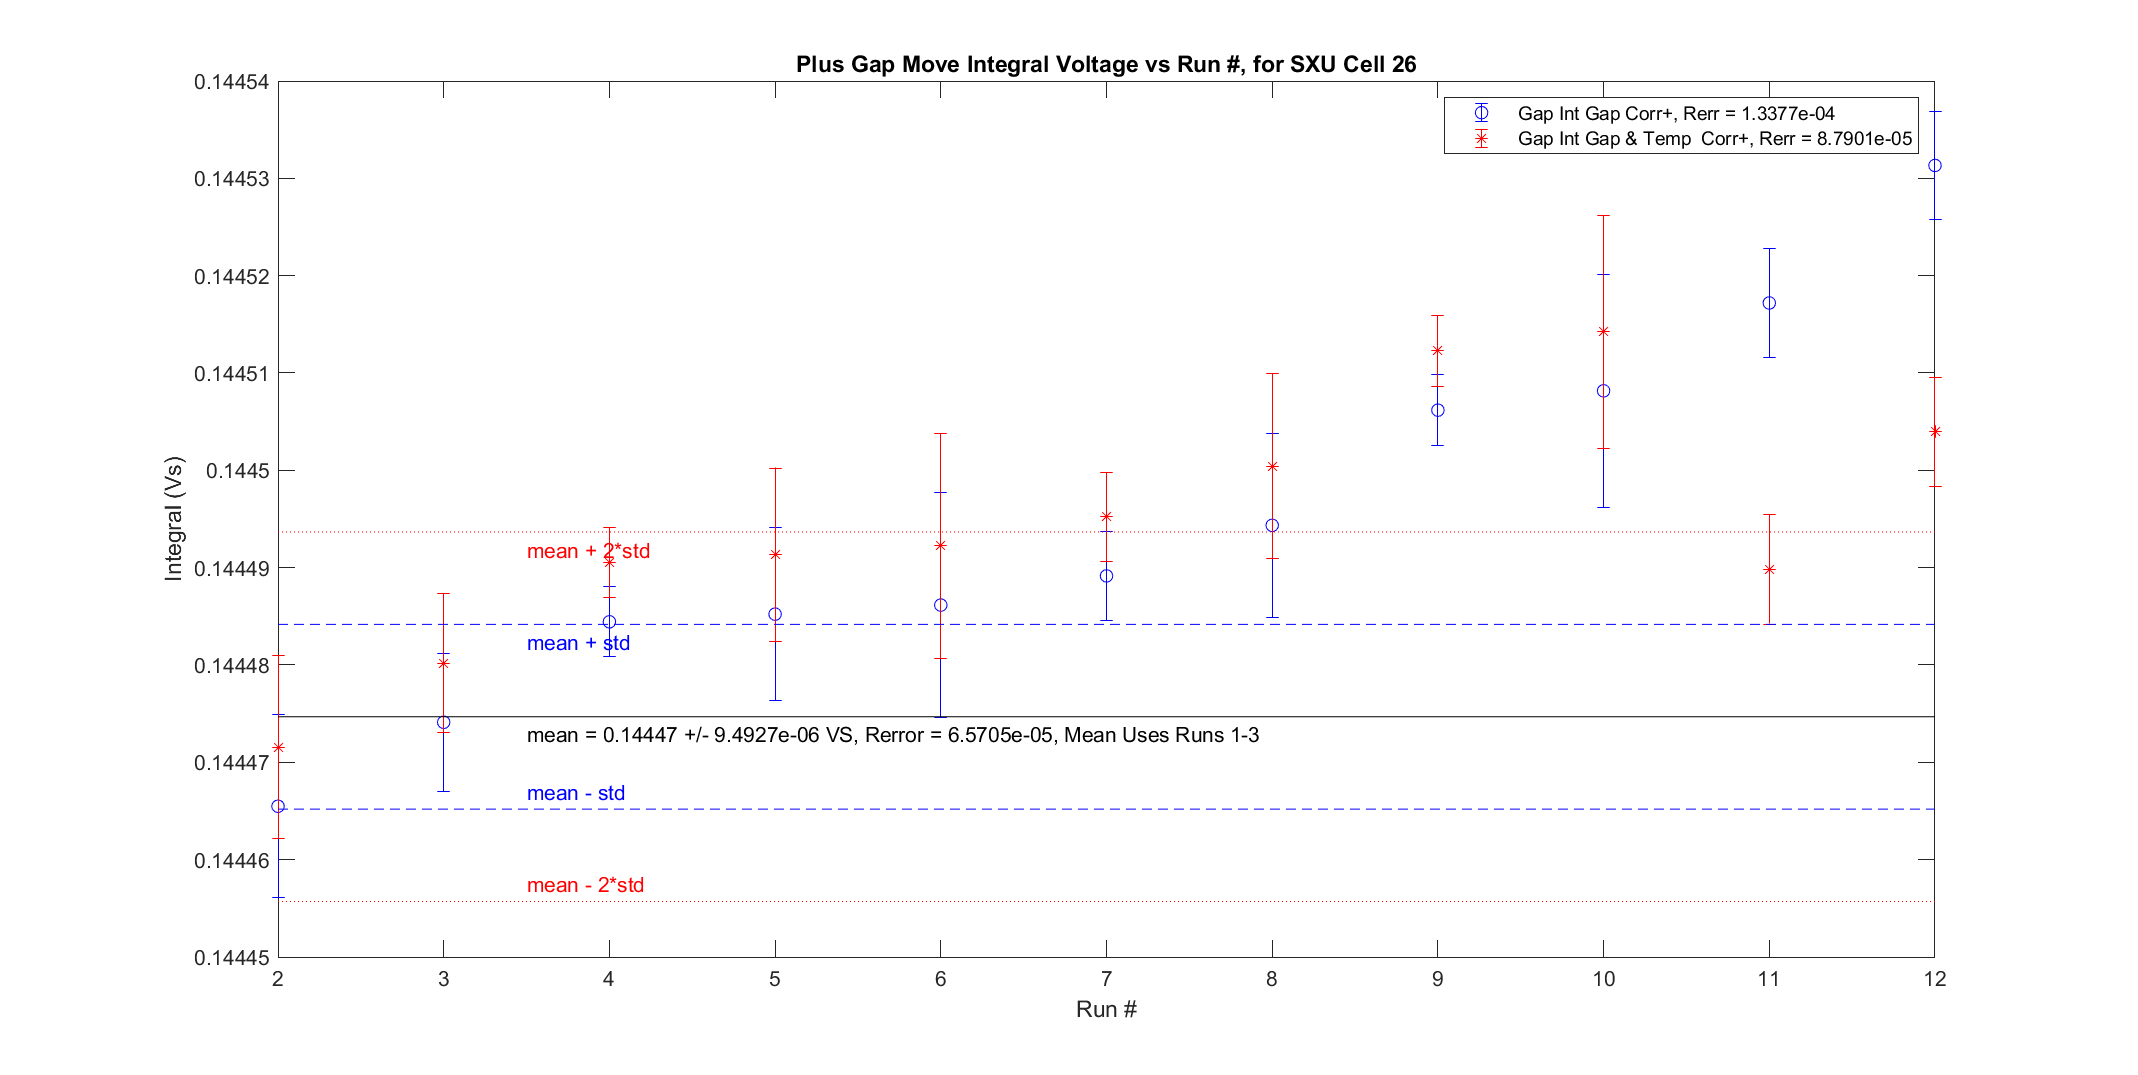 Plus Gap Move Integral Voltage vs Run #, for SXU Cell 26
0.14454
0.14453
0.14452
0.14451
0.1445
0.14449
0.14448
0.14447
0.14446
0.14445
Integral (Vs)
Gap Int Gap Corr+, Rerr = 1.3377e-04
Gap Int Gap & Temp  Corr+, Rerr = 8.7901e-05
mean + 2*std
mean + std
mean = 0.14447 +/- 9.4927e-06 VS, Rerror = 6.5705e-05, Mean Uses Runs 1-3
mean - std
mean - 2*std
2 3 4 5 6 7 8 9 10 11 12
Run #